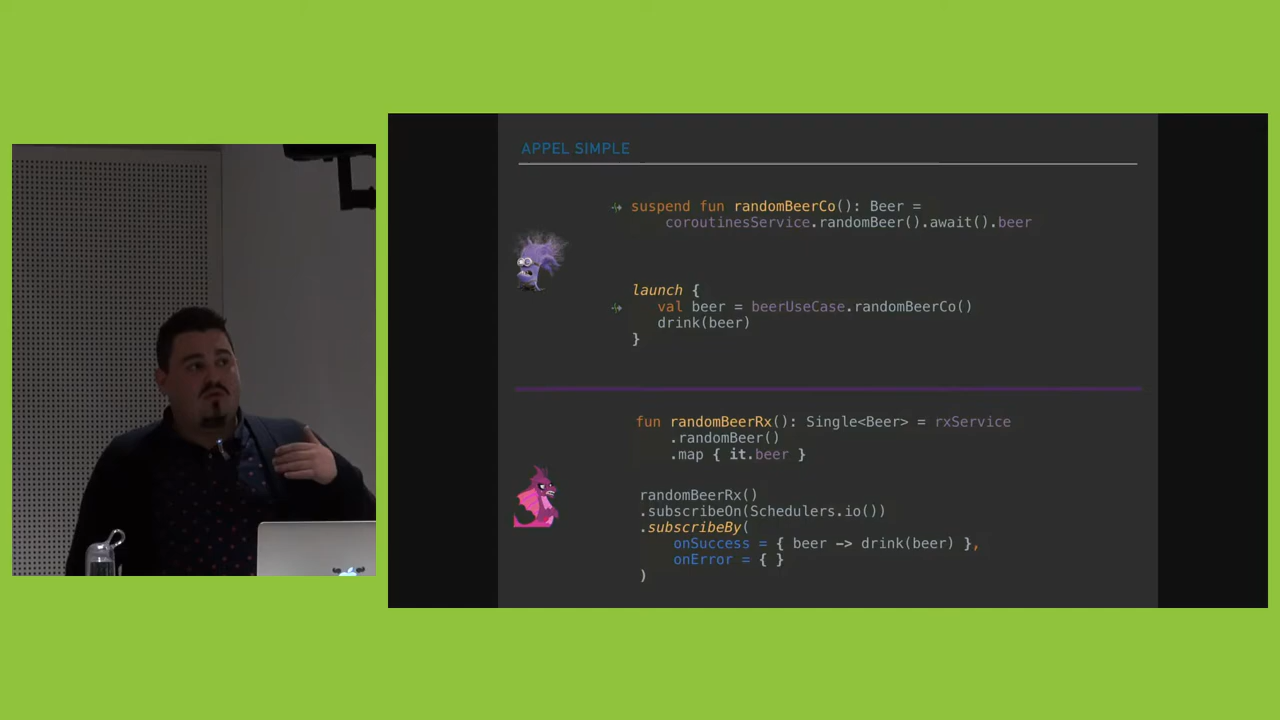 APPEL SIMPLE
suspend fun randomBeerCo(): Beer =
coroutinesService.randomBeer().await().beer
launch {
val beer = beerUseCase.randomBeerCo()
drink(beer)
}
fun randomBeerRx(): Single<Beer> = rxService
.randomBeer()
.map { it.beer }
randomBeerRx()
.subscribeOn(Schedulers.io())
.subscribeBy(
onSuccess = { beer -> drink(beer) },
onError = { }
)